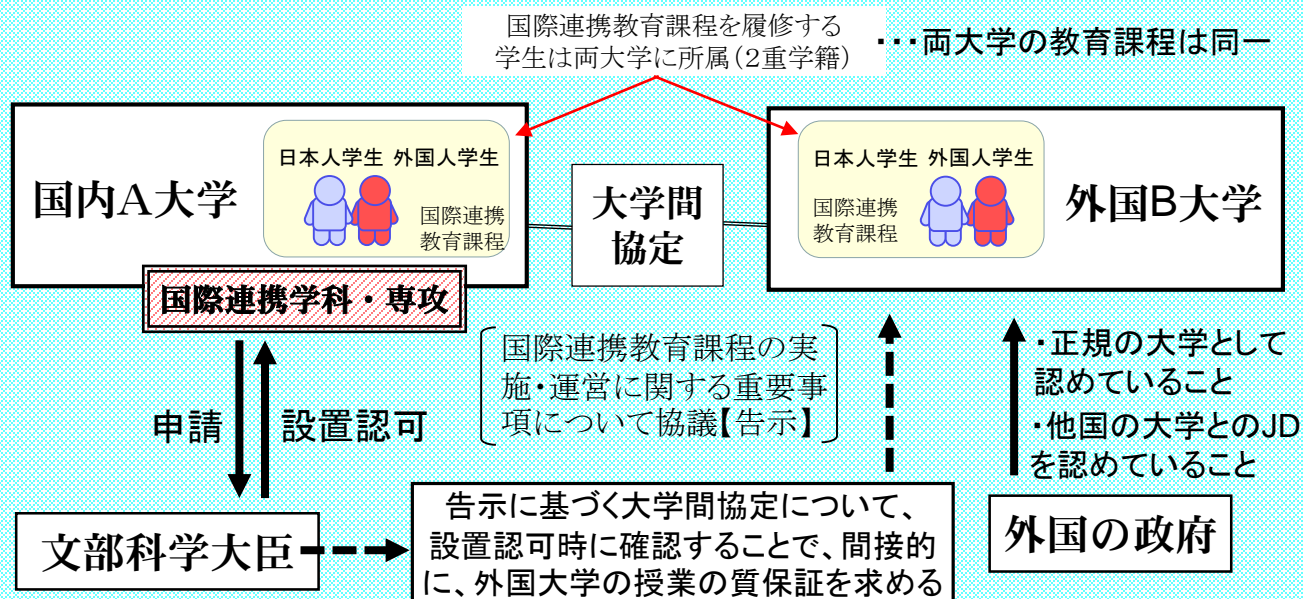 国際連携教育課程を履修する
学生は両大学に所属(2重学籍)
・・・両大学の教育課程は同一
国内A大学
日本人学生 外国人学生
国際連携
教育課程
国際連携学科・専攻
大学間
協定
日本人学生 外国人学生
国際連携
教育課程
外国B大学
申請
設置認可
国際連携教育課程の実
施・運営に関する重要事
項について協議【告示】
・正規の大学として
認めていること
・他国の大学とのJD
を認めていること
文部科学大臣
告示に基づく大学間協定について、
設置認可時に確認することで、間接的
に、外国大学の授業の質保証を求める
外国の政府